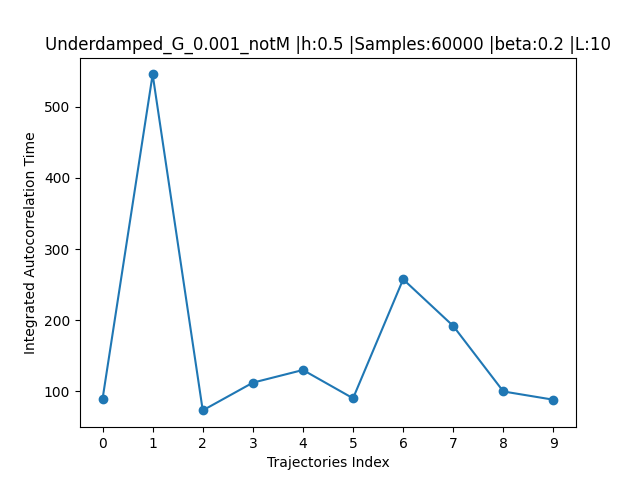 Underdamped_G_0.001_notM |h:0.5 |Samples:60000 |beta:0.2 |L:10
Integrated Autocorrelation Time
500
400
300
200
100
0 1 2 3 4 5 6 7 8 9
Trajectories Index